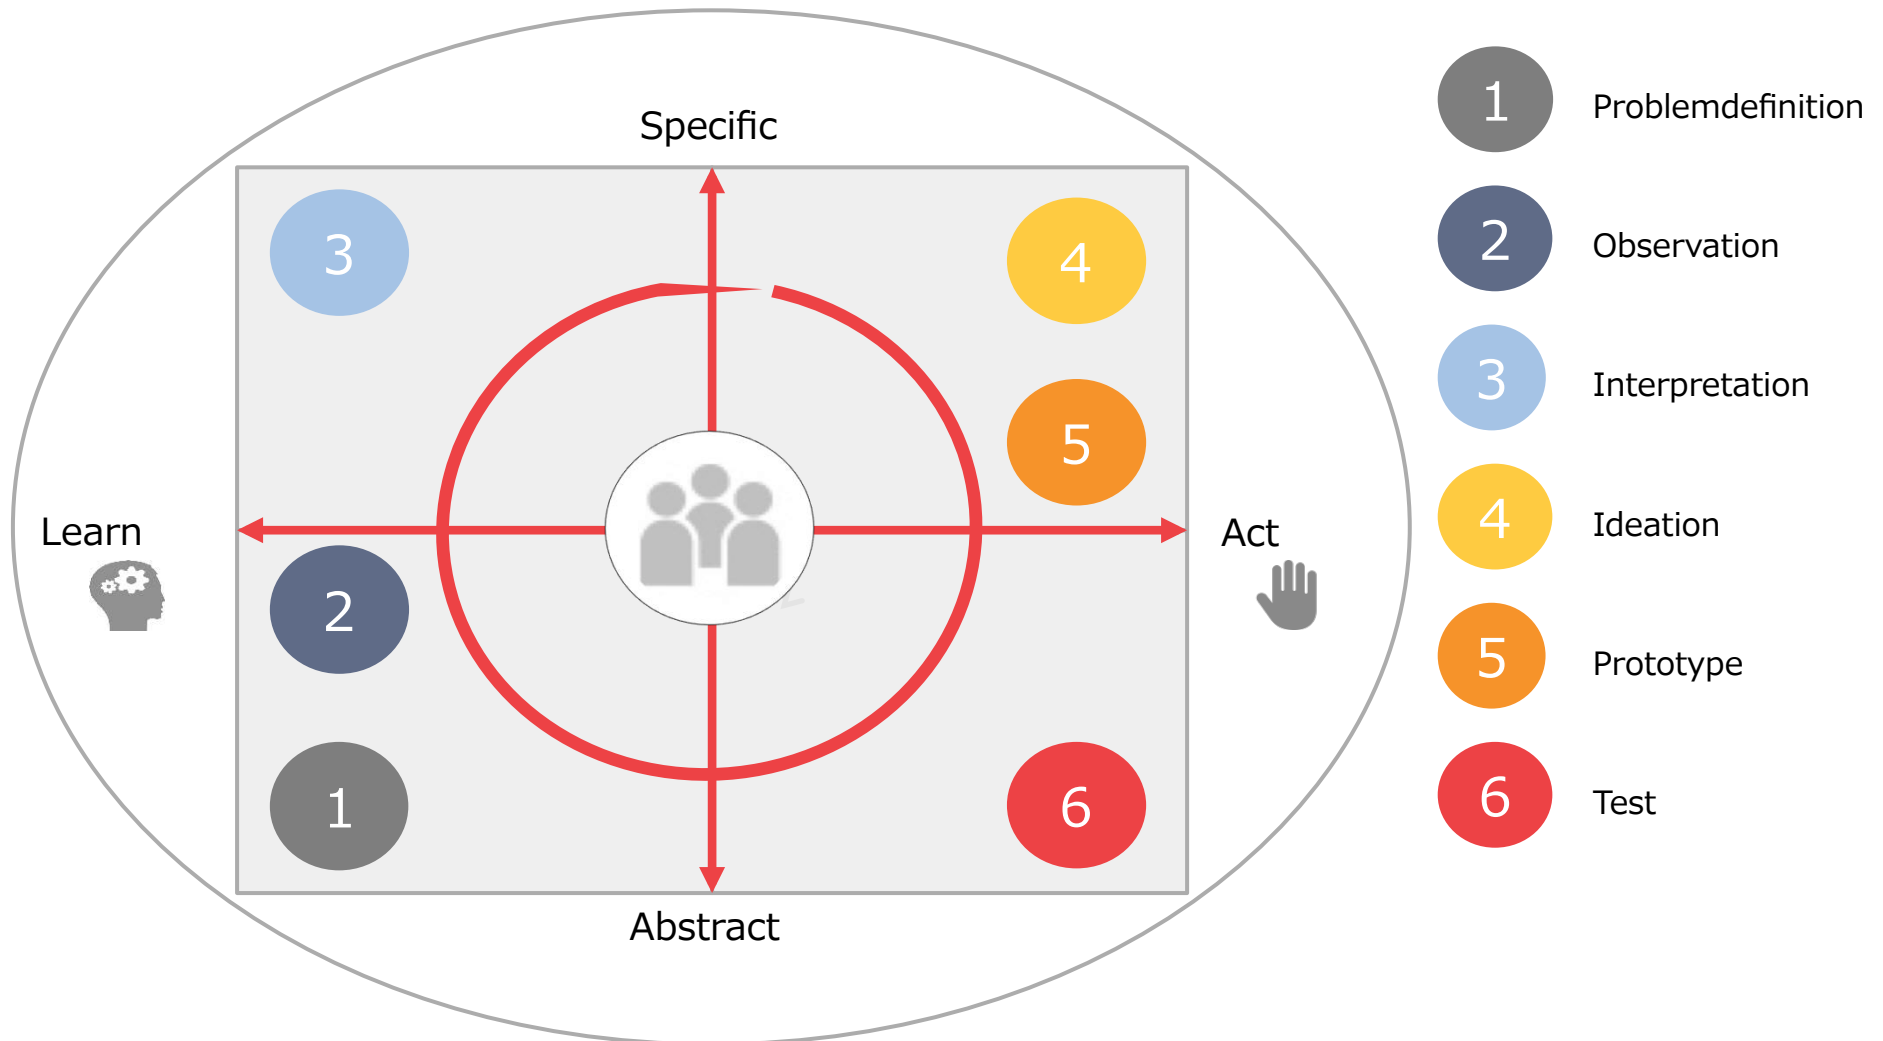 Specific
3
4
5
Learn
Act
2
1
6
Abstract
1 Problemdefinition
2 Observation
3 Interpretation
4 Ideation
5 Prototype
6 Test